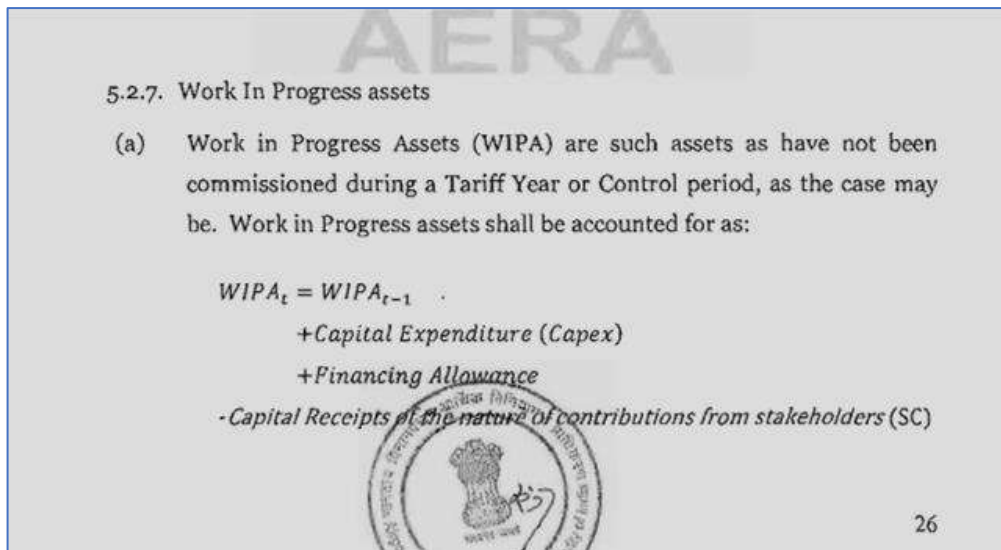 AERA
5.2.7. Work In Progress assets
(a) Work in Progress Assets (WIPA) are such assets as have not been
commissioned during a Tariff Year or Control period, as the case may
be. Work in Progress assets shall be accounted for as:
WIPAₜ = WIPAₜ₋₁
+Capital Expenditure (Capex)
+Financing Allowance
-Capital Receipts of the nature of contributions from stakeholders (SC)
26